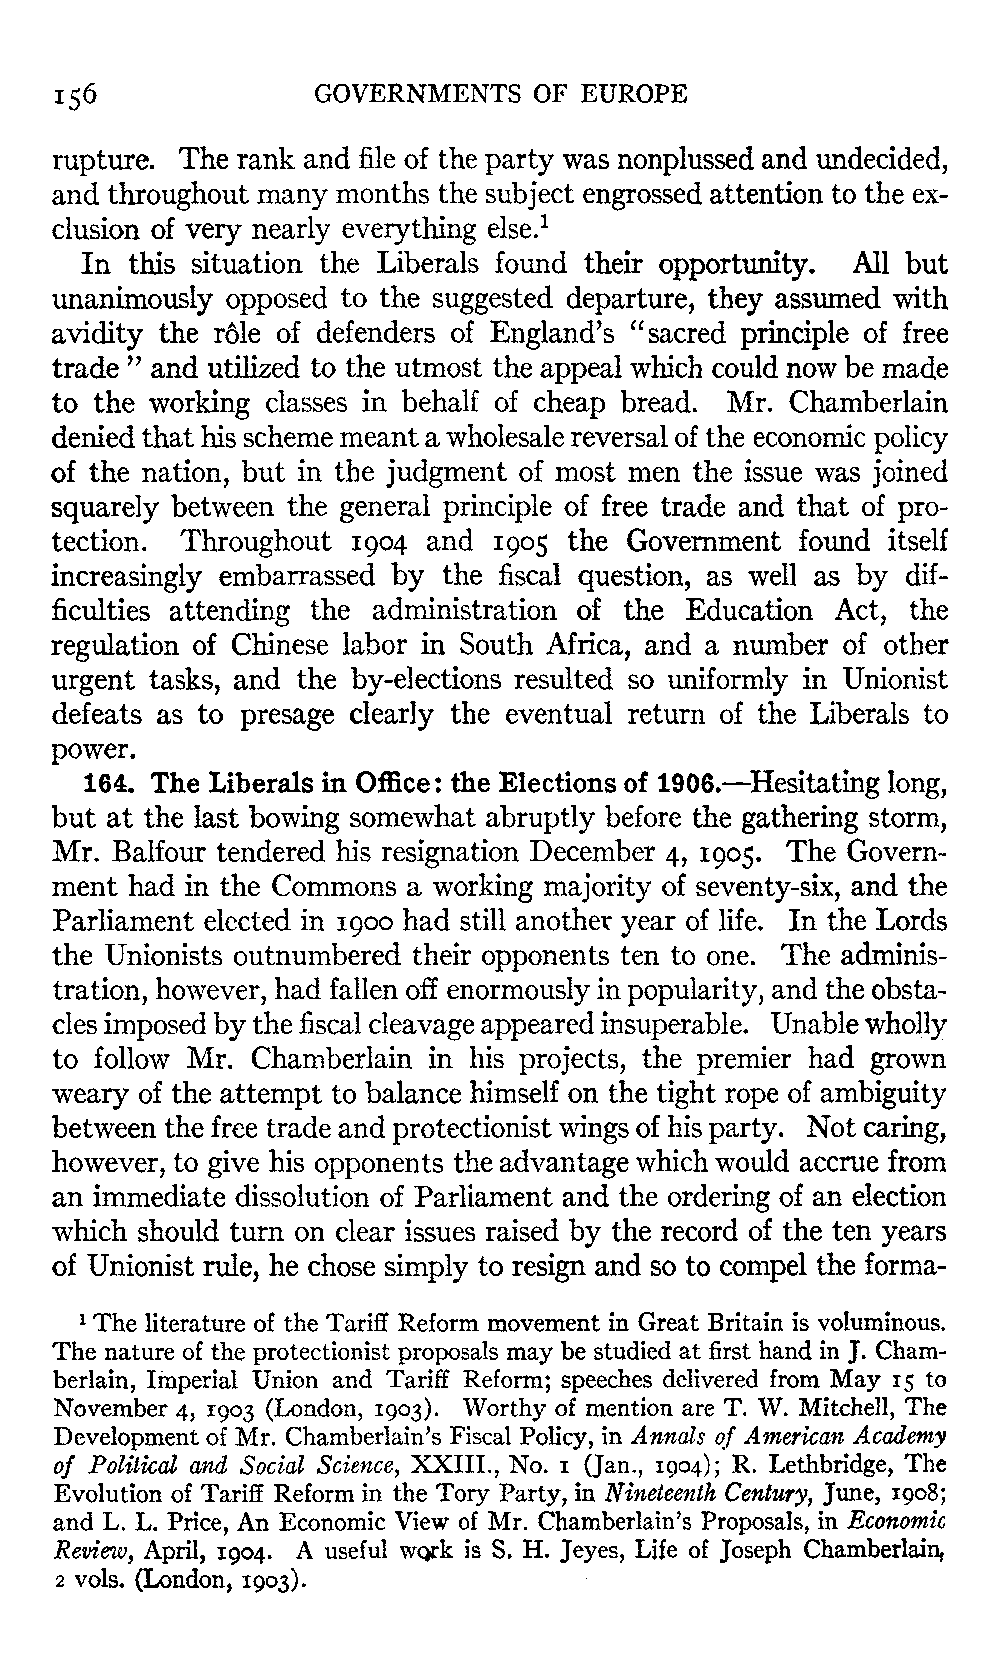 156 GOVERNMENTS OF EUROPE
rupture. The rank and file of the party was nonplussed and undecided,
and throughout many months the subject engrossed attention to the ex-
clusion of very nearly everything else.¹
In this situation the Liberals found their opportunity. All but
unanimously opposed to the suggested departure, they assumed with
avidity the rôle of defenders of England's "sacred principle of free
trade" and utilized to the utmost the appeal which could now be made
to the working classes in behalf of cheap bread. Mr. Chamberlain
denied that his scheme meant a wholesale reversal of the economic policy
of the nation, but in the judgment of most men the issue was joined
squarely between the general principle of free trade and that of pro-
tection. Throughout 1904 and 1905 the Government found itself
increasingly embarrassed by the fiscal question, as well as by dif-
ficulties attending the administration of the Education Act, the
regulation of Chinese labor in South Africa, and a number of other
urgent tasks, and the by-elections resulted so uniformly in Unionist
defeats as to presage clearly the eventual return of the Liberals to
power.
164. The Liberals in Office: the Elections of 1906.—Hesitating long,
but at the last bowing somewhat abruptly before the gathering storm,
Mr. Balfour tendered his resignation December 4, 1905. The Govern-
ment had in the Commons a working majority of seventy-six, and the
Parliament elected in 1900 had still another year of life. In the Lords
the Unionists outnumbered their opponents ten to one. The adminis-
tration, however, had fallen off enormously in popularity, and the obsta-
cles imposed by the fiscal cleavage appeared insuperable. Unable wholly
to follow Mr. Chamberlain in his projects, the premier had grown
weary of the attempt to balance himself on the tight rope of ambiguity
between the free trade and protectionist wings of his party. Not caring,
however, to give his opponents the advantage which would accrue from
an immediate dissolution of Parliament and the ordering of an election
which should turn on clear issues raised by the record of the ten years
of Unionist rule, he chose simply to resign and so to compel the forma-
¹ The literature of the Tariff Reform movement in Great Britain is voluminous.
The nature of the protectionist proposals may be studied at first hand in J. Cham-
berlain, Imperial Union and Tariff Reform; speeches delivered from May 15 to
November 4, 1903 (London, 1903). Worthy of mention are T. W. Mitchell, The
Development of Mr. Chamberlain's Fiscal Policy, in Annals of American Academy
of Political and Social Science, XXIII., No. 1 (Jan., 1904); R. Lethbridge, The
Evolution of Tariff Reform in the Tory Party, in Nineteenth Century, June, 1908;
and L. L. Price, An Economic View of Mr. Chamberlain's Proposals, in Economic
Review, April, 1904. A useful work is S. H. Jeyes, Life of Joseph Chamberlain,
2 vols. (London, 1903).